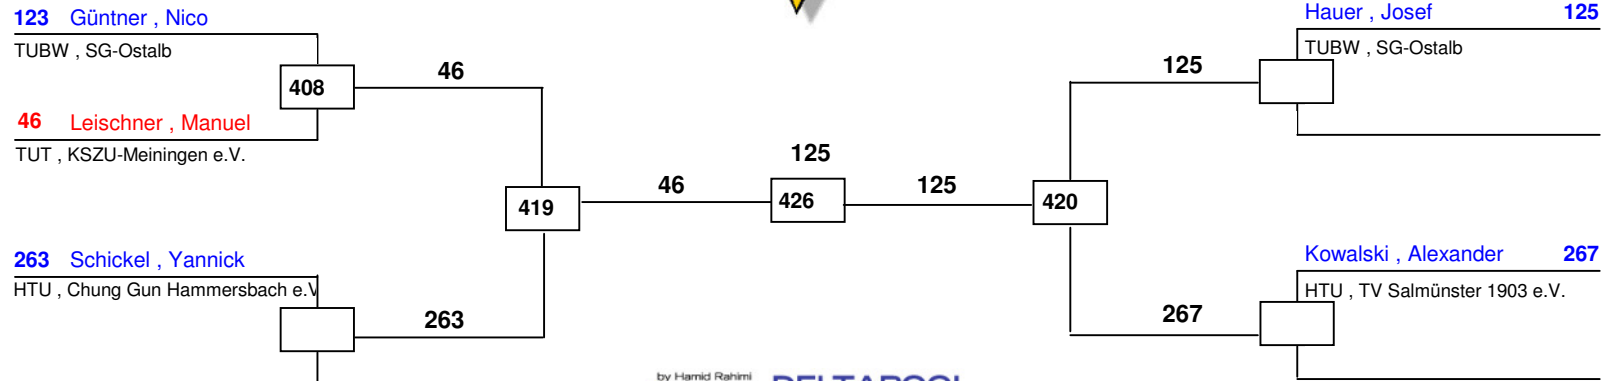 123 Güntner , Nico
TUBW , SG-Ostalb
408
46
46 Leischner , Manuel
TUT , KSZU-Meiningen e.V.
419
46
125
426
125
420
263 Schickel , Yannick
HTU , Chung Gun Hammersbach e.V
263
Hauer , Josef 125
TUBW , SG-Ostalb
125
Kowalski , Alexander 267
HTU , TV Salmünster 1903 e.V.
267
by Hamid Rahimi
DELTAPOOL